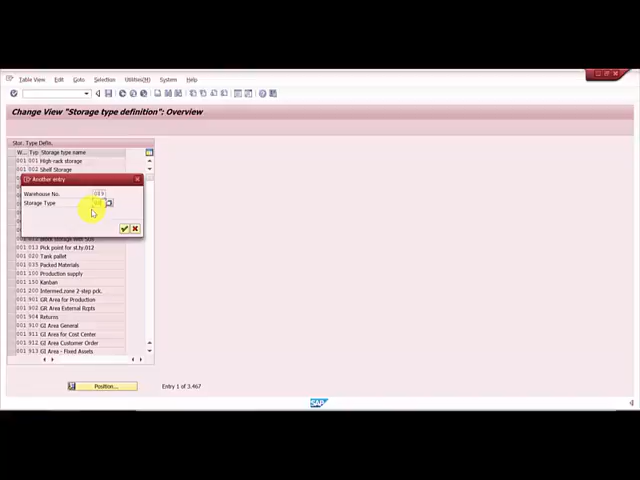 Table View Edit Goto Selection Utilities(M) System Help
Change View "Storage type definition": Overview
Stor. Type Defin.
W... Typ Storage type name
001 001 High-rack storage
001 002 Shelf Storage
Another entry
Warehouse No.
Storage Type
013 Pick point for st.ty.012
001 020 Tank pallet
001 035 Packed Materials
001 100 Production supply
001 150 Kanban
001 200 Intermed.zone 2-step pck.
001 901 GR Area for Production
001 902 GR Area External Rcpts
001 904 Returns
001 910 GI Area General
001 911 GI Area for Cost Center
001 912 GI Area Customer Order
001 913 GI Area - Fixed Assets
Position...
Entry 1 of 3.467
SAP
4